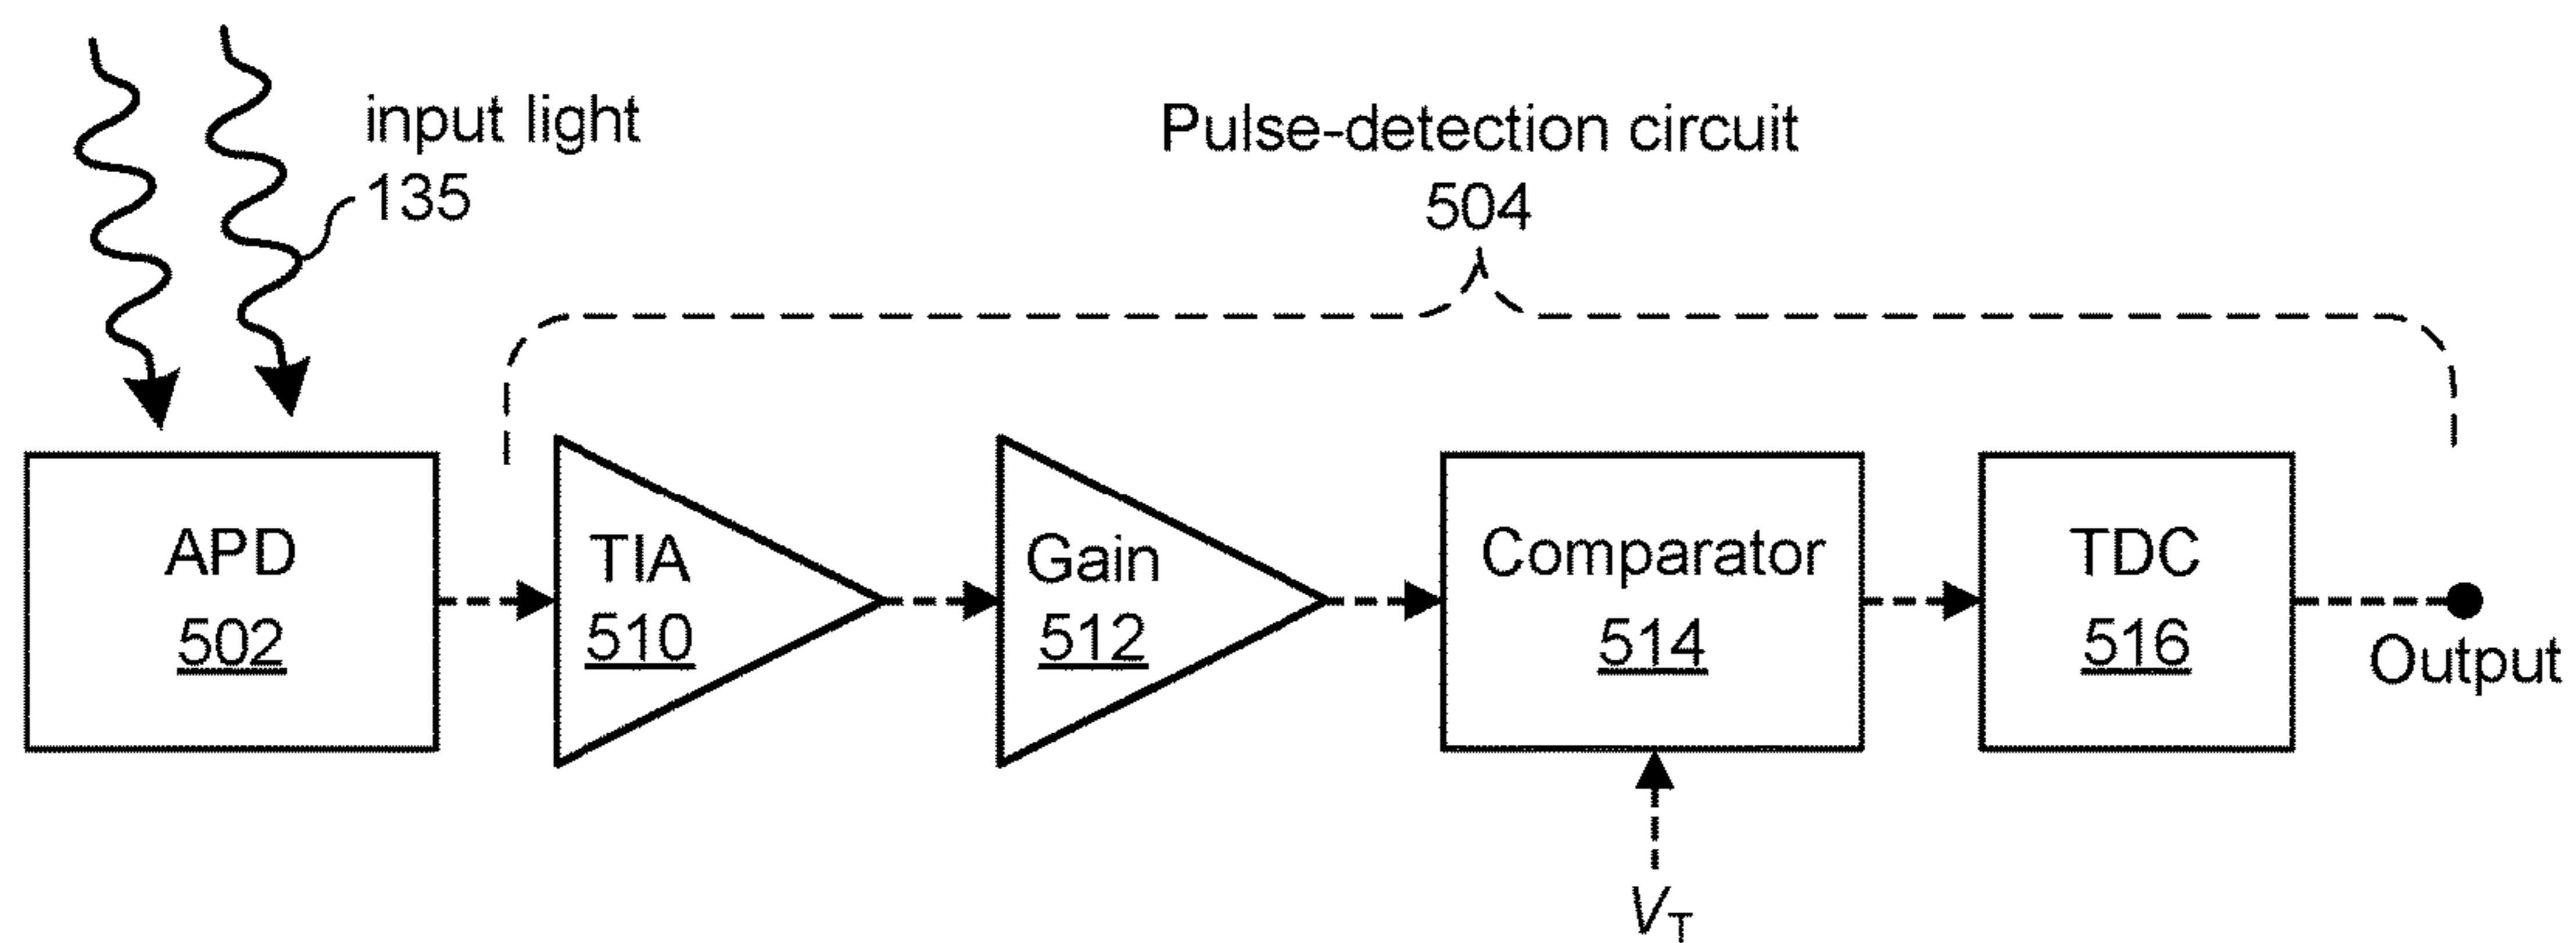 input light
135
Pulse-detection circuit
504
APD
502
TIA
510
Gain
512
Comparator
514
TDC
516
Output
VT